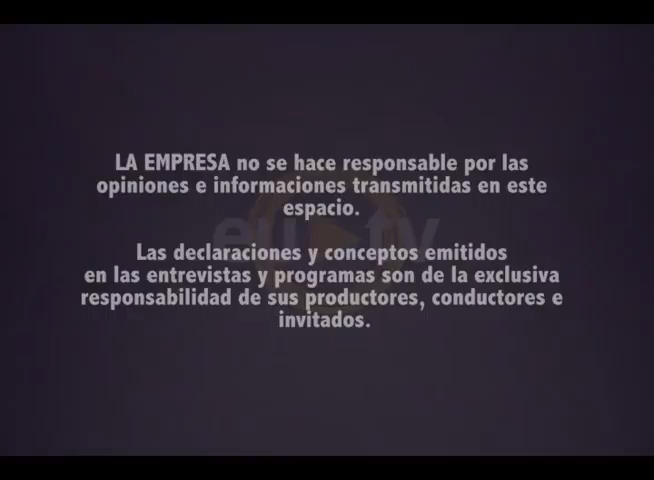 LA EMPRESA no se hace responsable por las
opiniones e informaciones transmitidas en este
espacio.
Las declaraciones y conceptos emitidos
en las entrevistas y programas son de la exclusiva
responsabilidad de sus productores, conductores e
invitados.